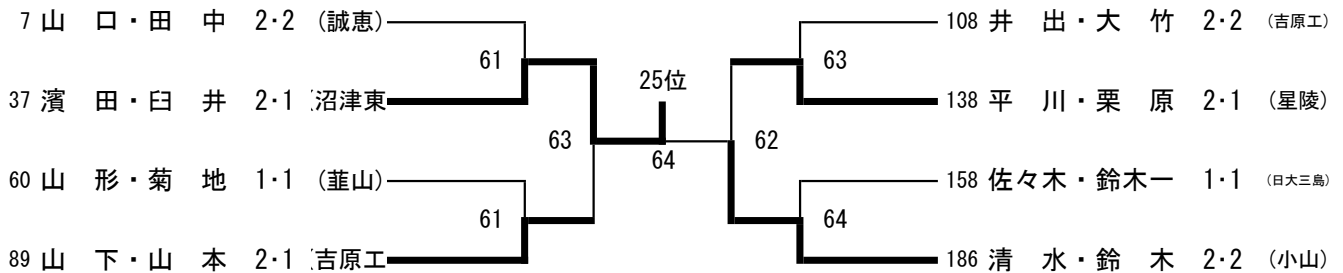 7 山 口・田 中 2・2 (誠恵)
37 濱 田・臼 井 2・1 (沼津東
60 山 形・菊 地 1・1 (韮山)
89 山 下・山 本 2・1 (吉原工
61
61
63
25位
64
62
63
64
108 井 出・大 竹 2・2 (吉原工)
138 平 川・栗 原 2・1 (星陵)
158 佐々木・鈴木一 1・1 (日大三島)
186 清 水・鈴 木 2・2 (小山)